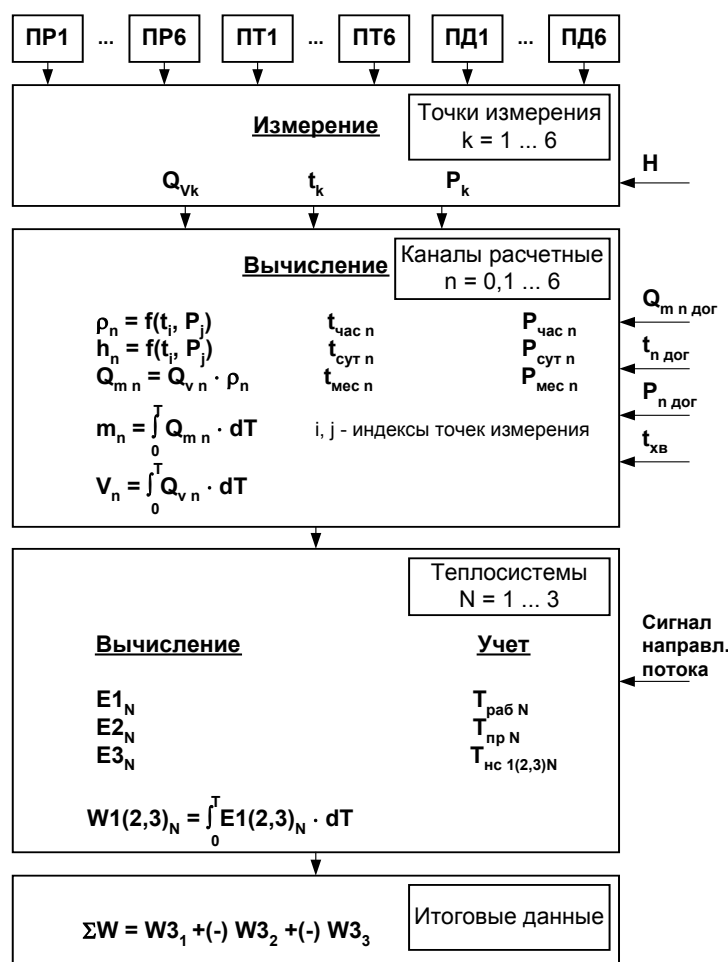 ПР1 ... ПР6 ПТ1 ... ПТ6 ПД1 ... ПД6
Точки измерения
k = 1 ... 6
Измерение
H
Q_Vk t_k P_k
Каналы расчетные
n = 0,1 ... 6
Вычисление
Q_m n дог
ρ_n = f(t_i, P_j) t_час n P_час n
t_n дог
h_n = f(t_i, P_j) t_сут n P_сут n
Q_m n = Q_v n · ρ_n t_мес n P_мес n
P_n дог
m_n = ∫_0^T Q_m n · dT i, j - индексы точек измерения
t_хв
V_n = ∫_0^T Q_v n · dT
Теплосистемы
N = 1 ... 3
Сигнал
направл.
потока
Вычисление Учет
E1_N T_раб N
E2_N T_пр N
E3_N T_нс 1(2,3)N
W1(2,3)_N = ∫_0^T E1(2,3)_N · dT
Итоговые данные
ΣW = W3_1 +(-) W3_2 +(-) W3_3